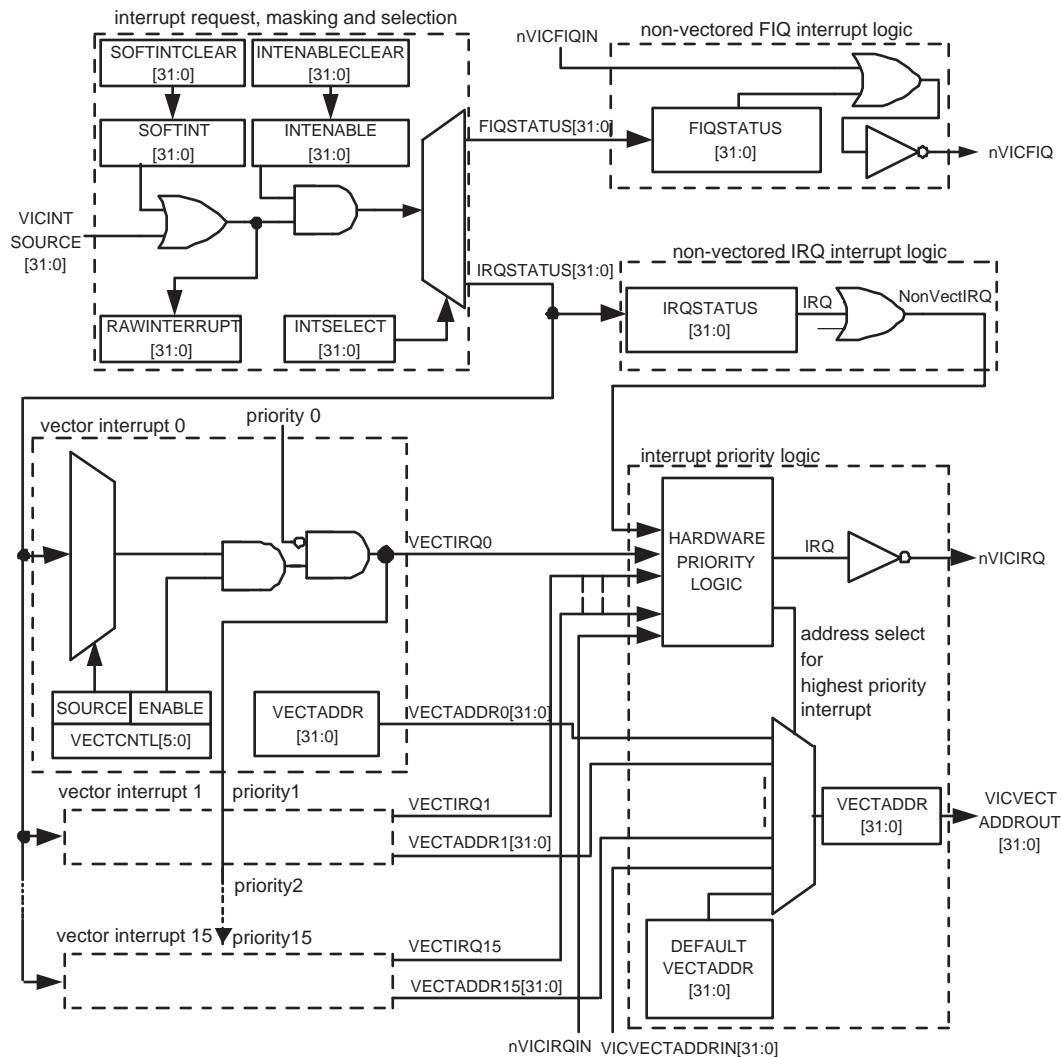 interrupt request, masking and selection
SOFTINTCLEAR
[31:0]
INTENABLECLEAR
[31:0]
SOFTINT
[31:0]
INTENABLE
[31:0]
VICINT
SOURCE
[31:0]
RAWINTERRUPT
[31:0]
INTSELECT
[31:0]
FIQSTATUS[31:0]
IRQSTATUS[31:0]
nVICFIQIN
non-vectored FIQ interrupt logic
FIQSTATUS
[31:0]
nVICFIQ
non-vectored IRQ interrupt logic
IRQSTATUS
[31:0]
IRQ
NonVectIRQ
vector interrupt 0
priority 0
VECTIRQ0
SOURCE
ENABLE
VECTCNTL[5:0]
VECTADDR
[31:0]
VECTADDR0[31:0]
interrupt priority logic
HARDWARE
PRIORITY
LOGIC
IRQ
nVICIRQ
address select
for
highest priority
interrupt
vector interrupt 1
priority1
VECTIRQ1
VECTADDR1[31:0]
VECTADDR
[31:0]
VICVECT
ADDROUT
[31:0]
priority2
vector interrupt 15
priority15
VECTIRQ15
VECTADDR15[31:0]
DEFAULT
VECTADDR
[31:0]
nVICIRQIN
VICVECTADDRIN[31:0]